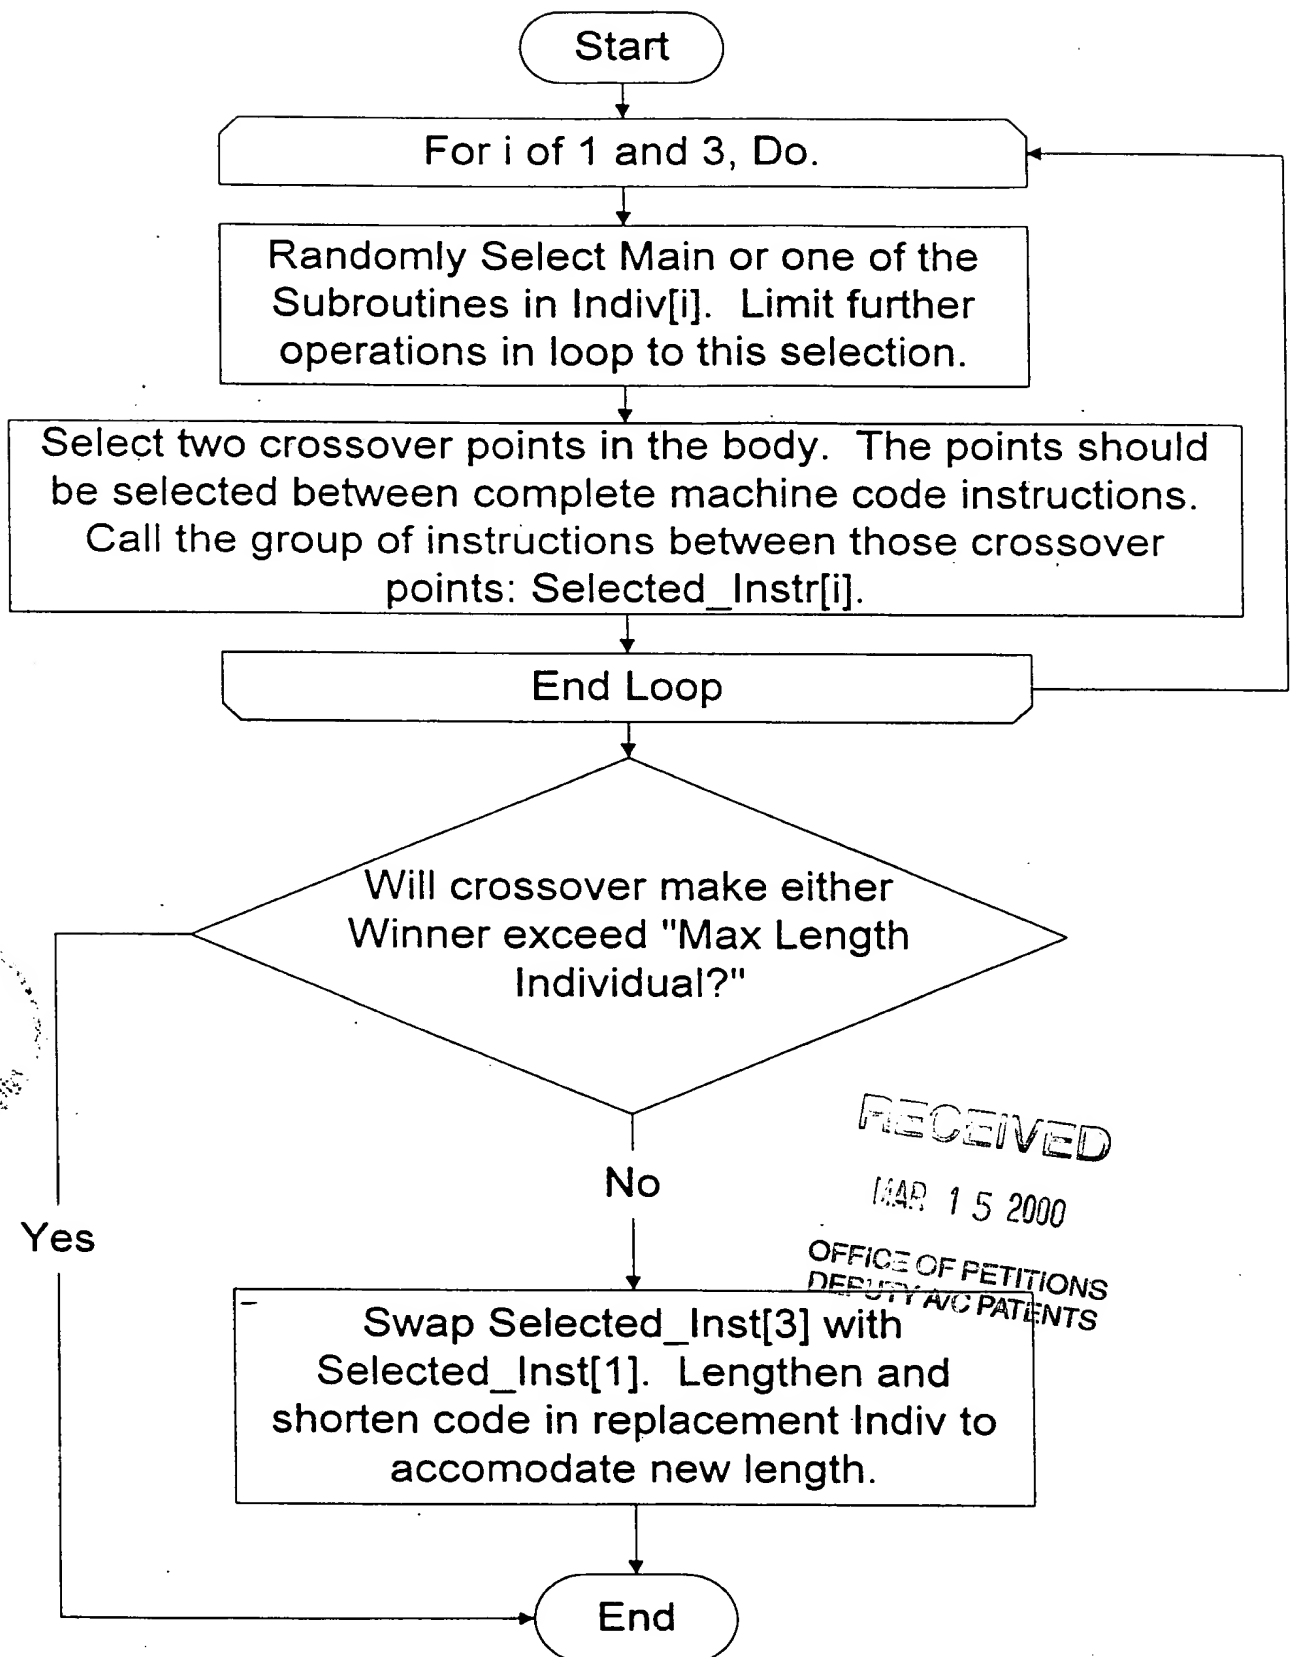 Start
For i of 1 and 3, Do.
Randomly Select Main or one of the
Subroutines in Indiv[i]. Limit further
operations in loop to this selection.
Select two crossover points in the body. The points should
be selected between complete machine code instructions.
Call the group of instructions between those crossover
points: Selected_Instr[i].
End Loop
Will crossover make either
Winner exceed "Max Length
Individual?"
No
Yes
RECEIVED
MAR 15 2000
OFFICE OF PETITIONS
DEPUTY A/C PATENTS
Swap Selected_Inst[3] with
Selected_Inst[1]. Lengthen and
shorten code in replacement Indiv to
accomodate new length.
End